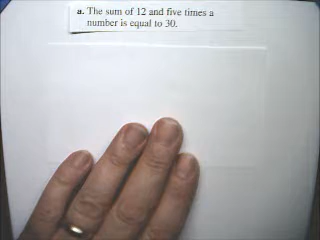 a. The sum of 12 and five times a
number is equal to 30.